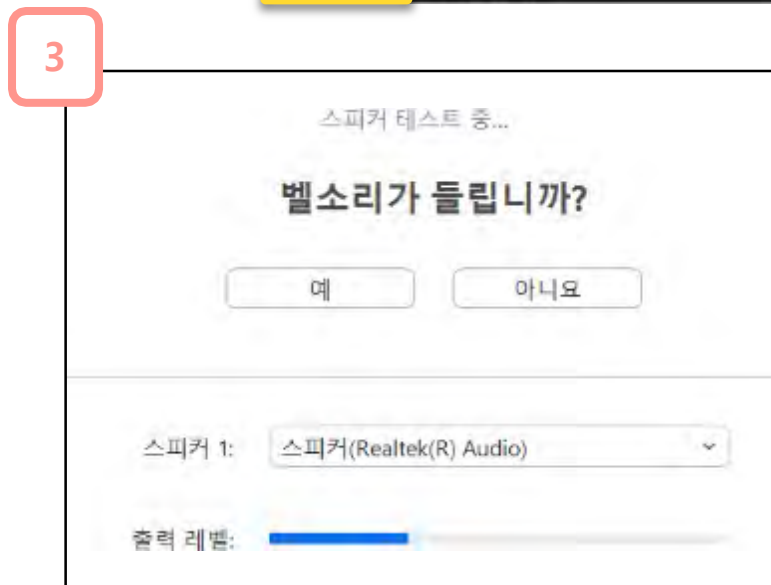 3
스피커 테스트 중...
벨소리가 들립니까?
예 아니요
스피커 1: 스피커(Realtek(R) Audio)
출력 레벨: